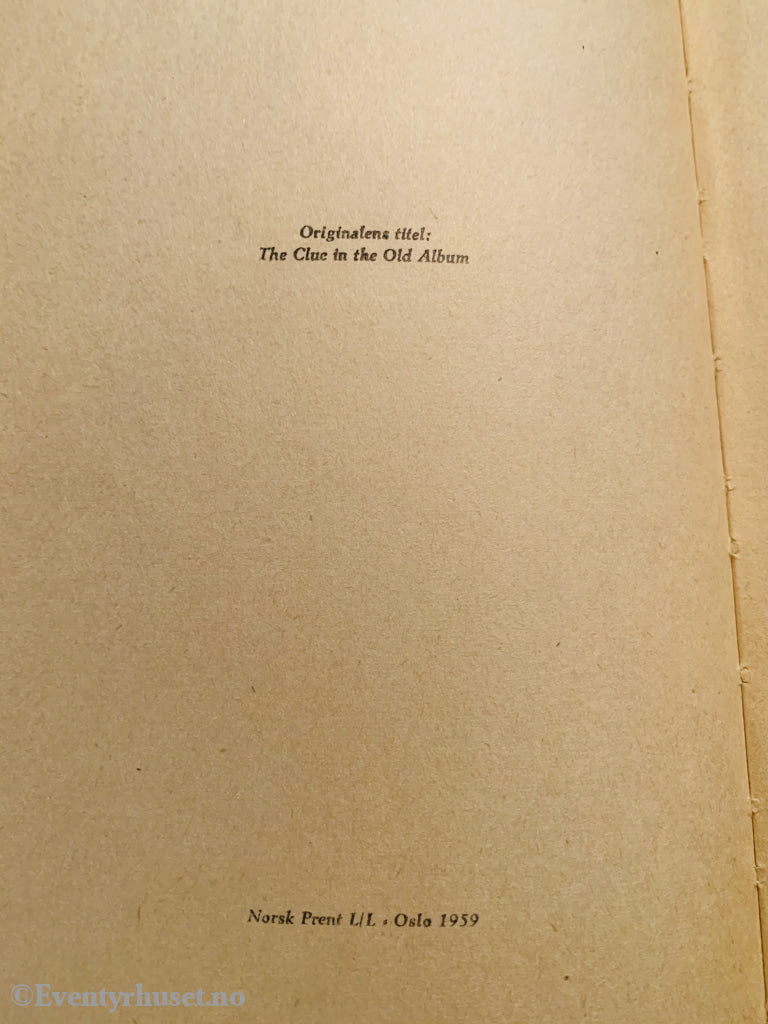 Originalens titel:
The Clue in the Old Album
Norsk Prent L/L • Oslo 1959
©Eventyrhuset.no